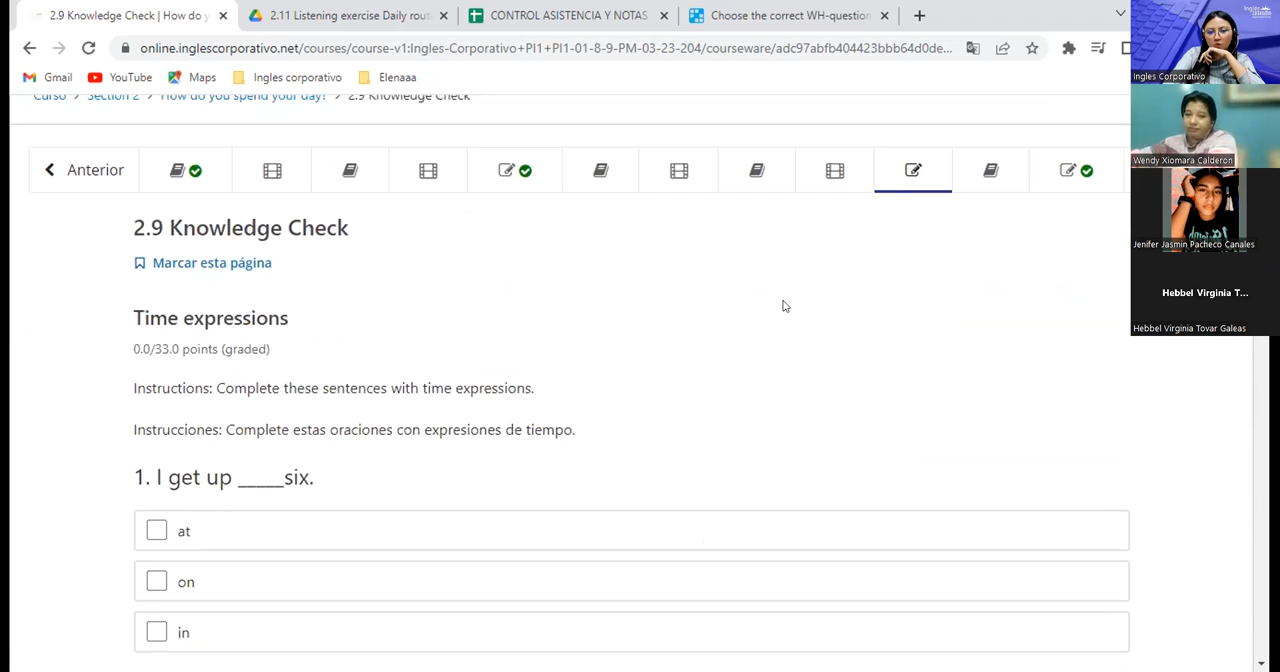 2.9 Knowledge Check | How do y
2.11 Listening exercise Daily rout
CONTROL ASISTENCIA Y NOTAS
Choose the correct WH-question
online.inglescorporativo.net/courses/course-v1:Ingles-Corporativo+PI1+PI1-01-8-9-PM-03-23-204/courseware/adc97abfb404423bbb64d0de...
Gmail
YouTube
Maps
Ingles corporativo
Elenaaa
Ingles Corporativo
Curso
Section 2
How do you spend your day?
2.9 Knowledge Check
Wendy Xiomara Calderon
Anterior
2.9 Knowledge Check
Jenifer Jasmin Pacheco Canales
Marcar esta página
Hebbel Virginia T...
Hebbel Virginia Tovar Galeas
Time expressions
0.0/33.0 points (graded)
Instructions: Complete these sentences with time expressions.
Instrucciones: Complete estas oraciones con expresiones de tiempo.
1. I get up _____six.
at
on
in